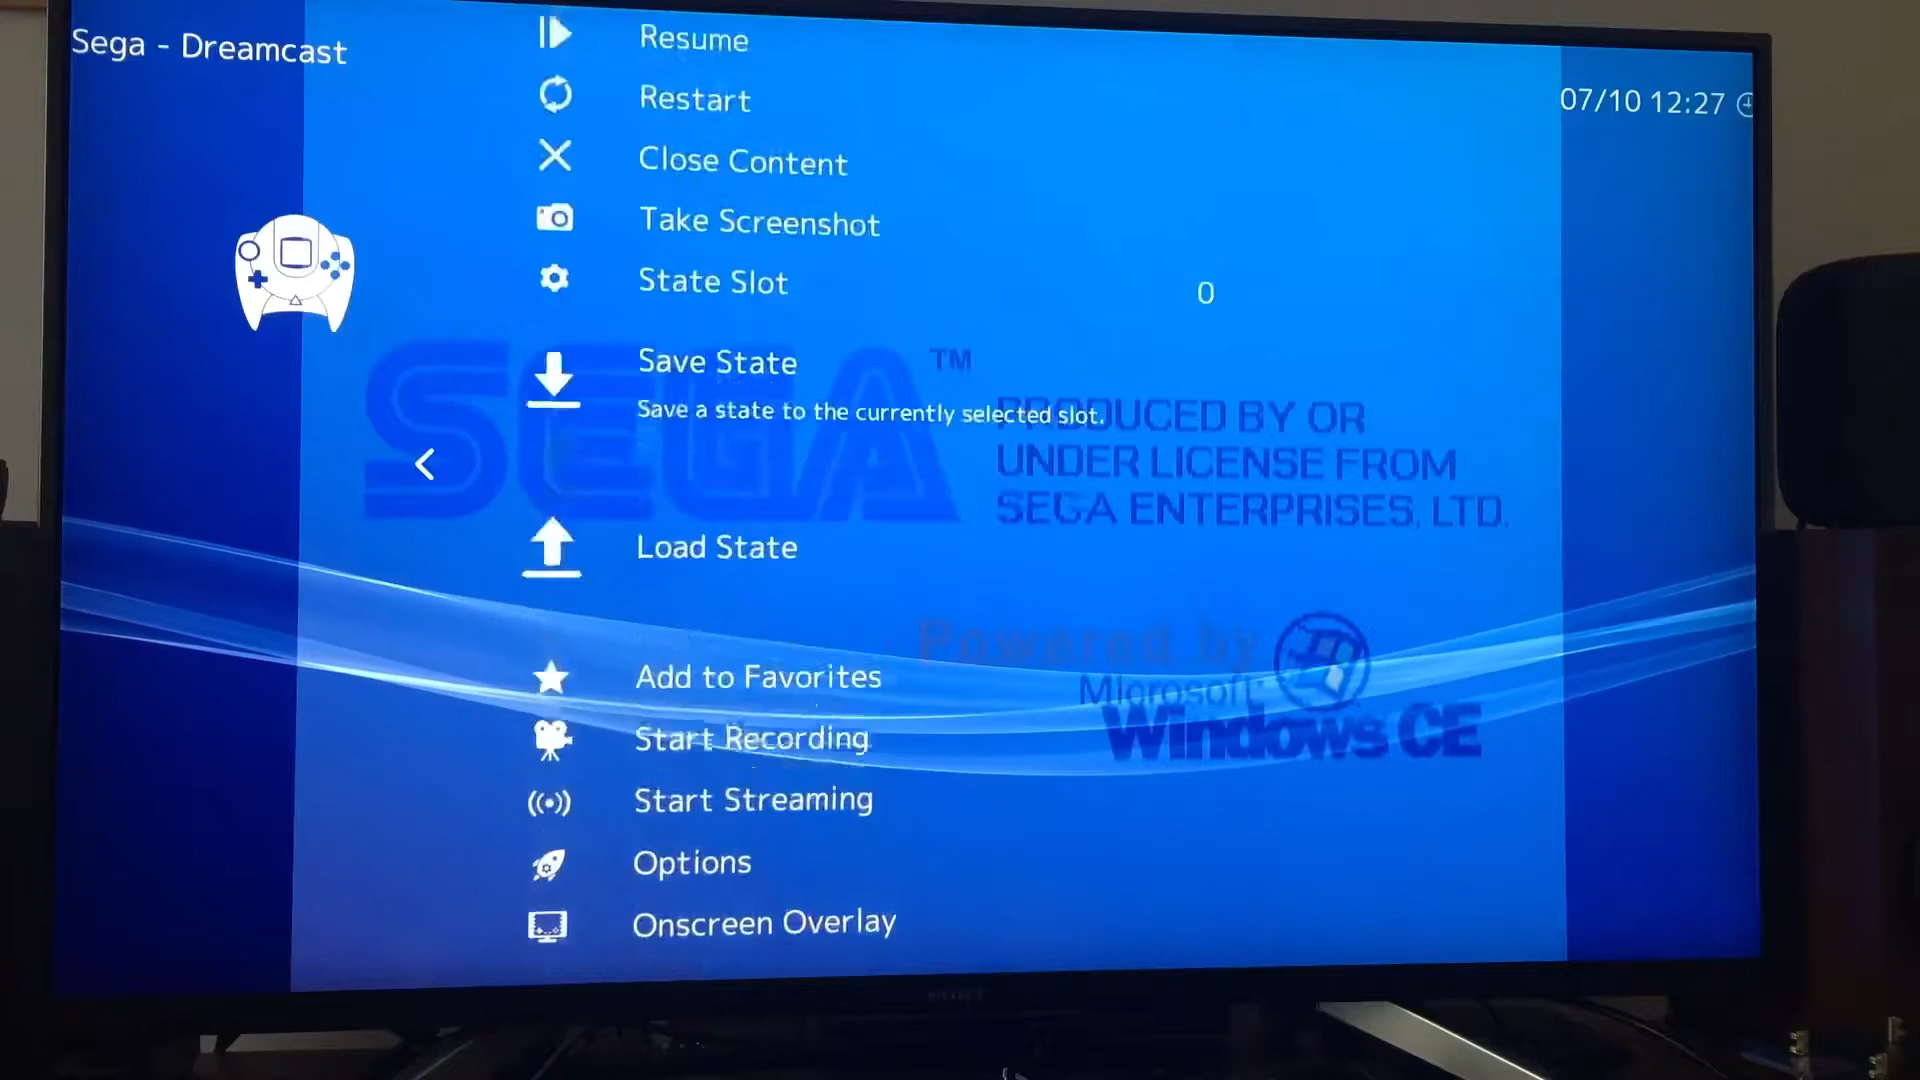 Sega - Dreamcast
07/10 12:27
Resume
Restart
Close Content
Take Screenshot
State Slot 0
Save State
Save a state to the currently selected slot.
Load State
Add to Favorites
Start Recording
Start Streaming
Options
Onscreen Overlay
SEGA TM
PRODUCED BY OR
UNDER LICENSE FROM
SEGA ENTERPRISES, LTD.
Powered by
Microsoft
Windows CE
SONY